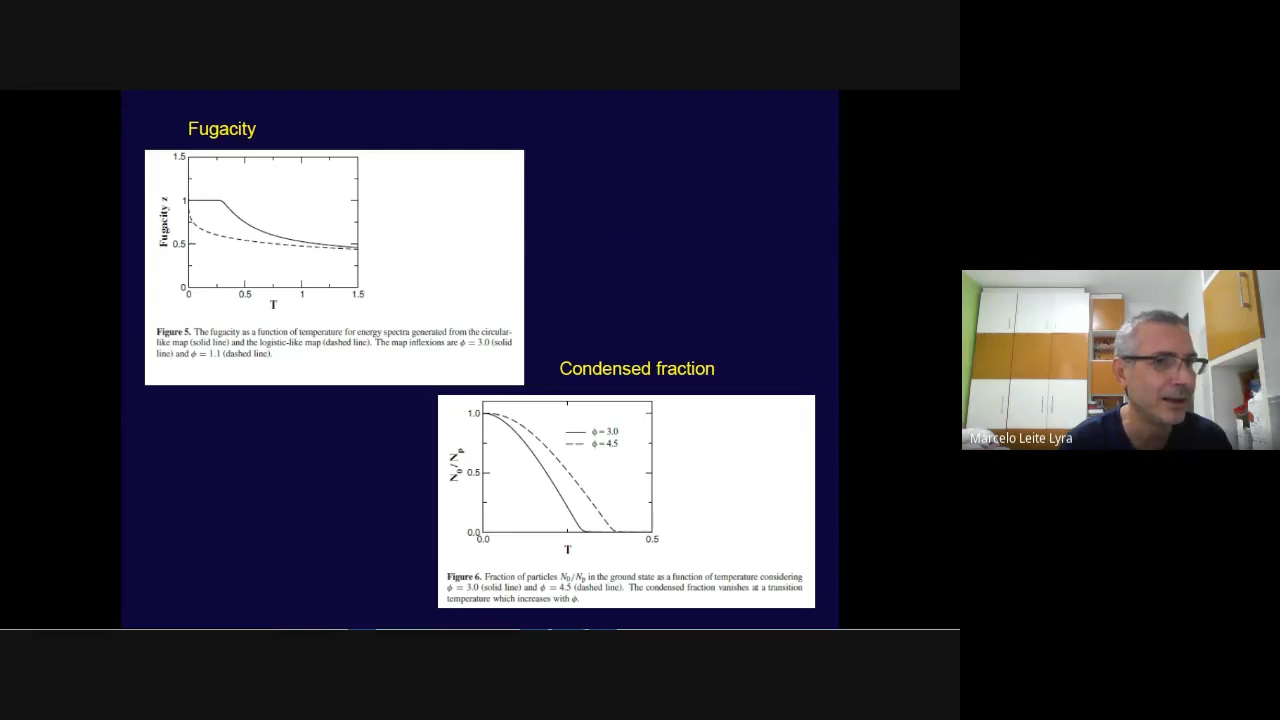 Fugacity
1.5
1
0.5
0
Fugacity z
0 0.5 1 1.5
T
Figure 5. The fugacity as a function of temperature for energy spectra generated from the circular-
like map (solid line) and the logistic-like map (dashed line). The map inflexions are ϕ = 3.0 (solid
line) and ϕ = 1.1 (dashed line).
Condensed fraction
1.0
0.5
0.0
N0/Np
ϕ = 3.0
ϕ = 4.5
0.0 0.5
T
Figure 6. Fraction of particles N0/Np in the ground state as a function of temperature considering
ϕ = 3.0 (solid line) and ϕ = 4.5 (dashed line). The condensed fraction vanishes at a transition
temperature which increases with ϕ.
Marcelo Leite Lyra